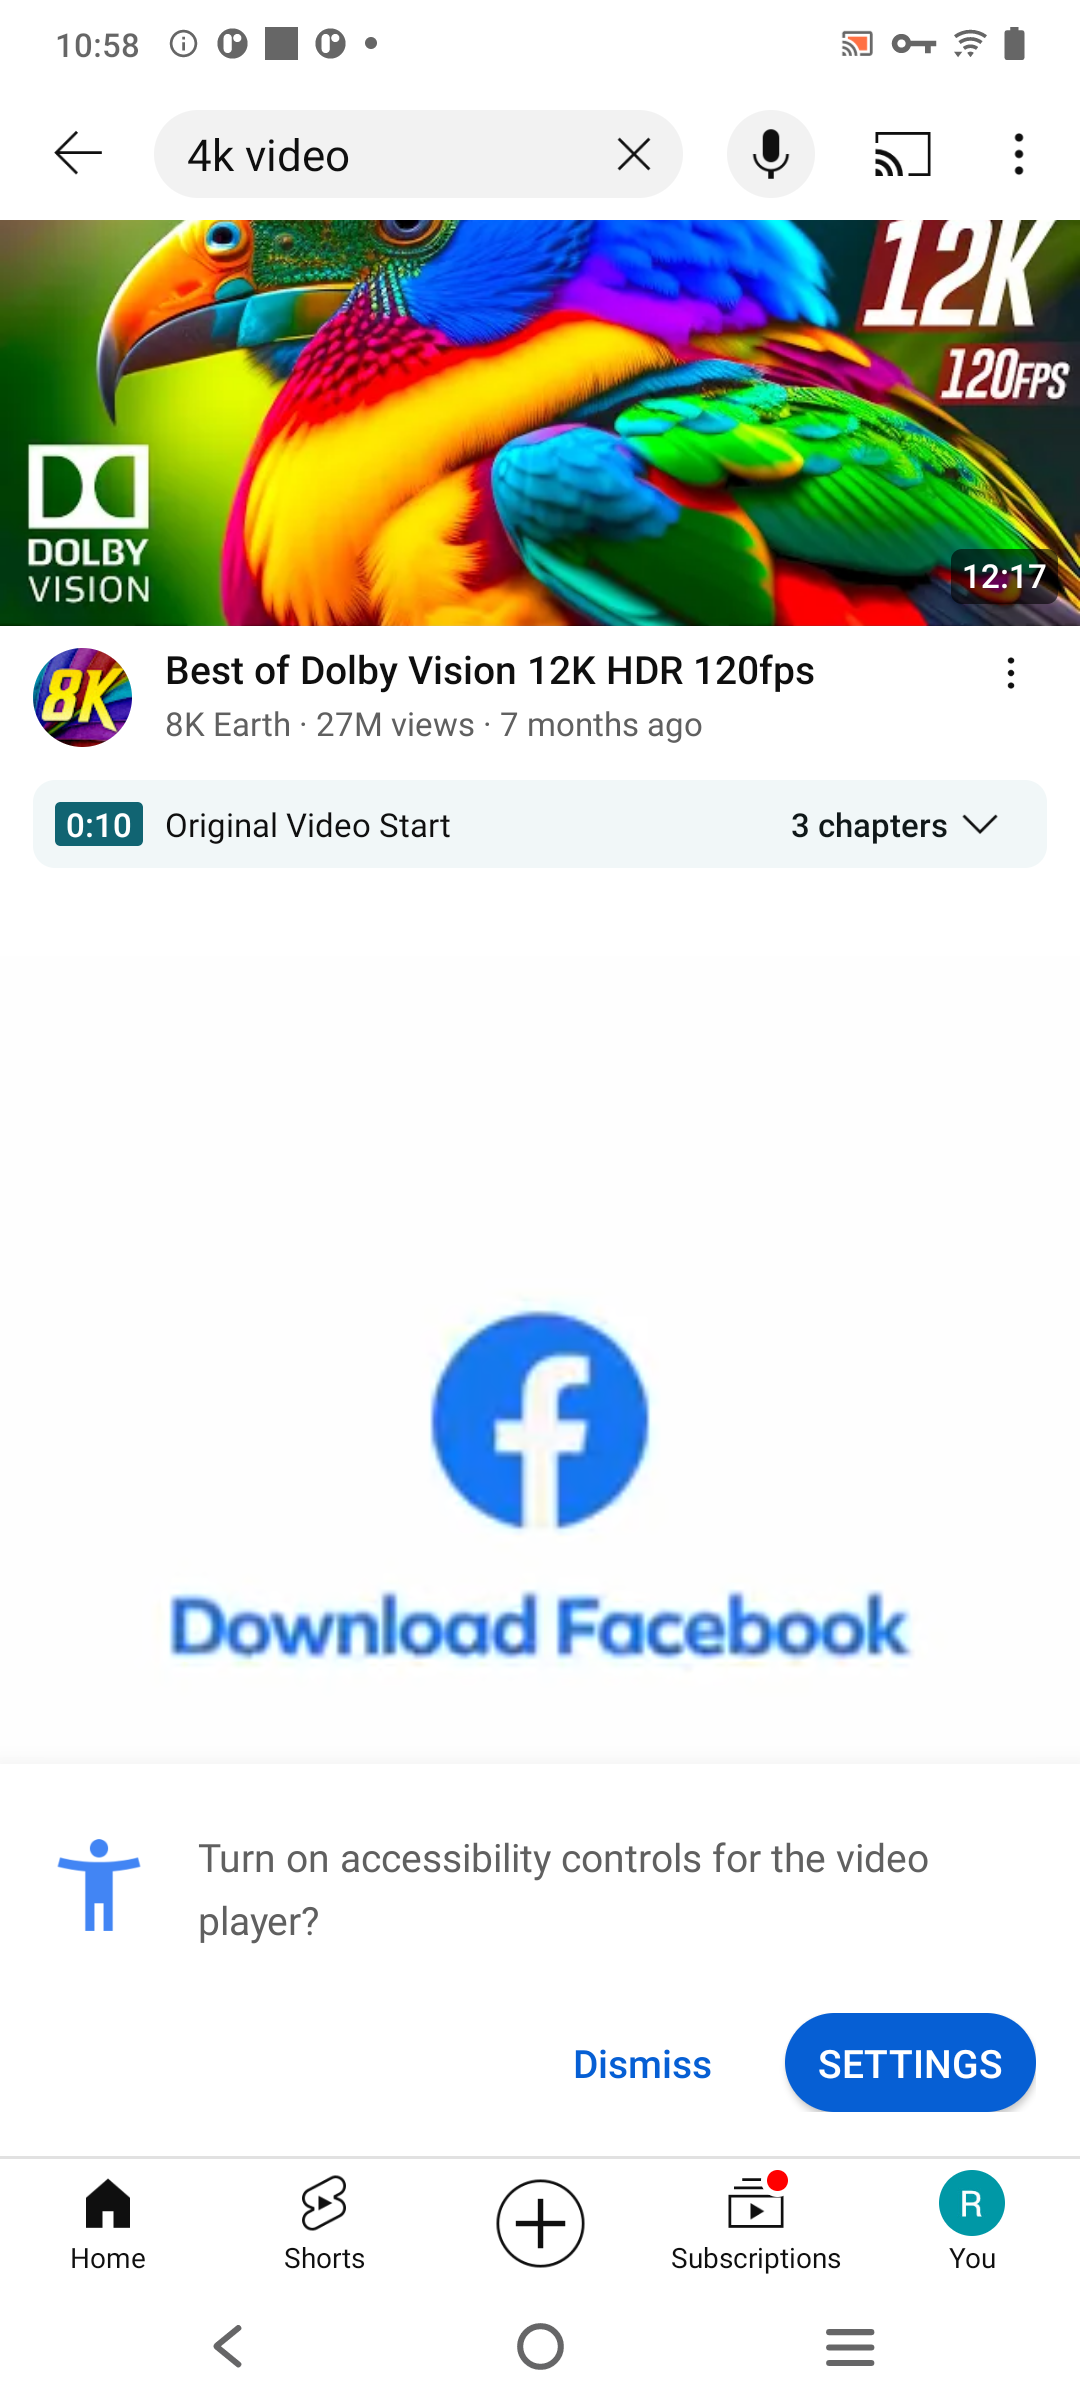 10:58
4k video
12K
120FPS
DOLBY
VISION
12:17
8K
Best of Dolby Vision 12K HDR 120fps
8K Earth · 27M views · 7 months ago
0:10 Original Video Start 3 chapters
Download Facebook
Turn on accessibility controls for the video
player?
Dismiss SETTINGS
R
Home Shorts Subscriptions You